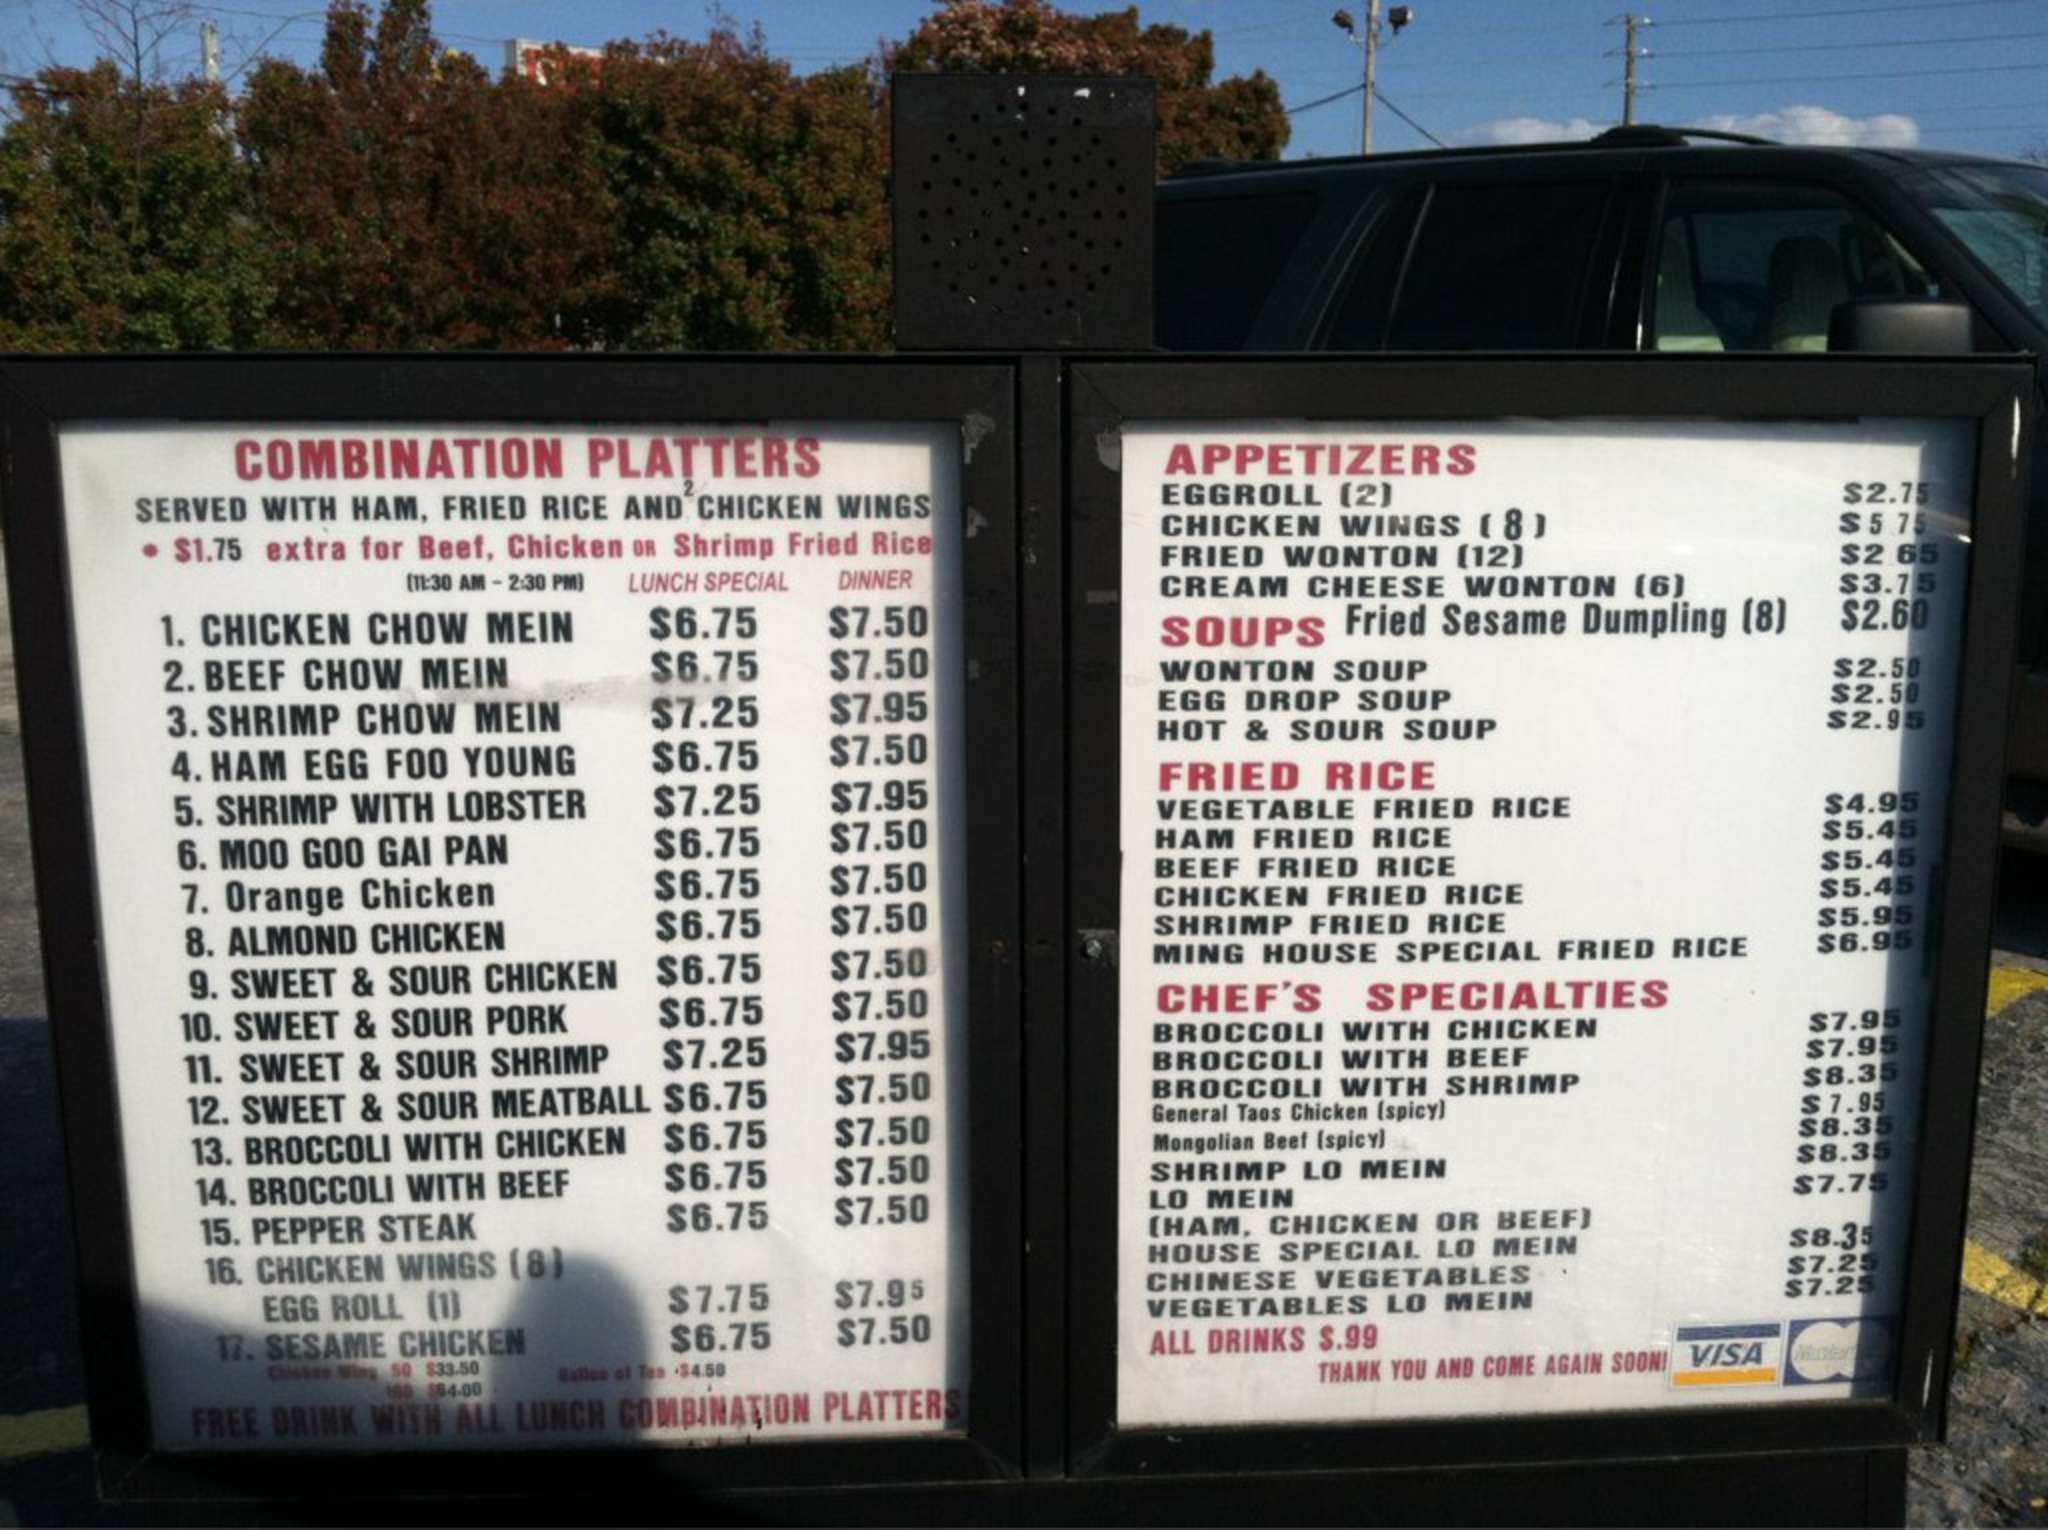 COMBINATION PLATTERS
SERVED WITH HAM, FRIED RICE AND 2 CHICKEN WINGS
• $1.75 extra for Beef, Chicken OR Shrimp Fried Rice
(11:30 AM - 2:30 PM) LUNCH SPECIAL DINNER
1. CHICKEN CHOW MEIN $6.75 $7.50
2. BEEF CHOW MEIN $6.75 $7.50
3. SHRIMP CHOW MEIN $7.25 $7.95
4. HAM EGG FOO YOUNG $6.75 $7.50
5. SHRIMP WITH LOBSTER $7.25 $7.95
6. MOO GOO GAI PAN $6.75 $7.50
7. Orange Chicken $6.75 $7.50
8. ALMOND CHICKEN $6.75 $7.50
9. SWEET & SOUR CHICKEN $6.75 $7.50
10. SWEET & SOUR PORK $6.75 $7.50
11. SWEET & SOUR SHRIMP $7.25 $7.95
12. SWEET & SOUR MEATBALL $6.75 $7.50
13. BROCCOLI WITH CHICKEN $6.75 $7.50
14. BROCCOLI WITH BEEF $6.75 $7.50
15. PEPPER STEAK $6.75 $7.50
16. CHICKEN WINGS (8)
EGG ROLL (1) $7.75 $7.95
17. SESAME CHICKEN $6.75 $7.50
Chicken Wing 50 $33.50 Gallon of Tea $4.50
100 $64.00
FREE DRINK WITH ALL LUNCH COMBINATION PLATTERS
APPETIZERS
EGGROLL (2) $2.75
CHICKEN WINGS (8) $5 75
FRIED WONTON (12) $2 65
CREAM CHEESE WONTON (6) $3.75
SOUPS Fried Sesame Dumpling (8) $2.60
WONTON SOUP $2.50
EGG DROP SOUP $2.50
HOT & SOUR SOUP $2.95
FRIED RICE
VEGETABLE FRIED RICE $4.95
HAM FRIED RICE $5.45
BEEF FRIED RICE $5.45
CHICKEN FRIED RICE $5.45
SHRIMP FRIED RICE $5.95
MING HOUSE SPECIAL FRIED RICE $6.95
CHEF'S SPECIALTIES
BROCCOLI WITH CHICKEN $7.95
BROCCOLI WITH BEEF $7.95
BROCCOLI WITH SHRIMP $8.35
General Taos Chicken (spicy) $7.95
Mongolian Beef (spicy) $8.35
SHRIMP LO MEIN $8.35
LO MEIN $7.75
(HAM, CHICKEN OR BEEF)
HOUSE SPECIAL LO MEIN $8.35
CHINESE VEGETABLES $7.25
VEGETABLES LO MEIN $7.25
ALL DRINKS $.99
THANK YOU AND COME AGAIN SOON!
VISA MasterCard